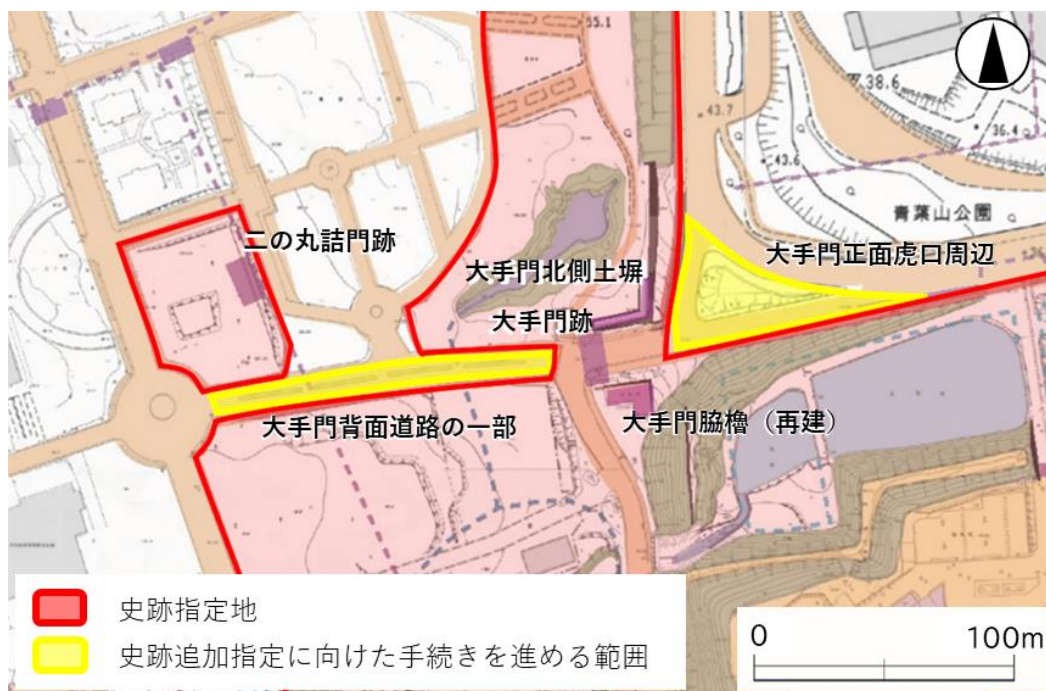 55.1
38.6
43.7
36.4
43.6
青葉山公園
二の丸詰門跡
大手門北側土塀
大手門正面虎口周辺
大手門跡
大手門背面道路の一部
大手門脇櫓（再建）
史跡指定地
史跡追加指定に向けた手続きを進める範囲
0
100m